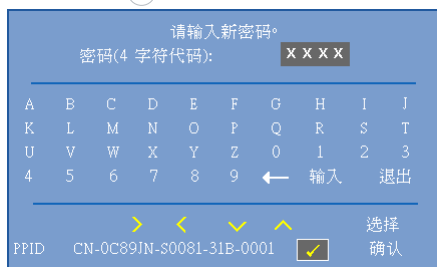 请输入新密码。
密码(4 字符代码): X X X X
A B C D E F G H I J
K L M N O P Q R S T
U V W X Y Z 0 1 2 3
4 5 6 7 8 9 ← 输入 退出
选择
PPID CN-0C89JN-S0081-31B-0001 ✓ 确认